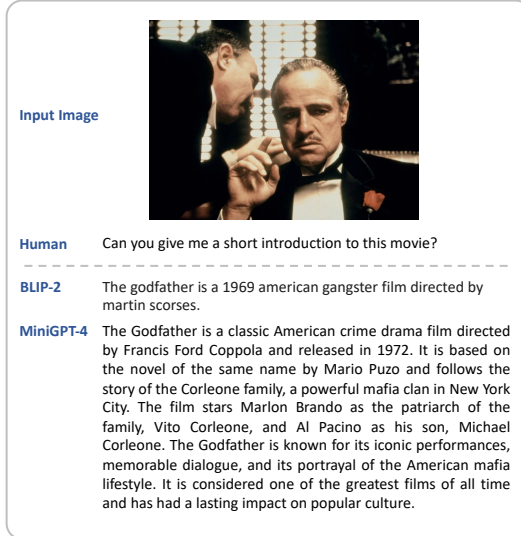 Input Image
Human Can you give me a short introduction to this movie?
BLIP-2 The godfather is a 1969 american gangster film directed by
martin scorses.
MiniGPT-4 The Godfather is a classic American crime drama film directed
by Francis Ford Coppola and released in 1972. It is based on
the novel of the same name by Mario Puzo and follows the
story of the Corleone family, a powerful mafia clan in New York
City. The film stars Marlon Brando as the patriarch of the
family, Vito Corleone, and Al Pacino as his son, Michael
Corleone. The Godfather is known for its iconic performances,
memorable dialogue, and its portrayal of the American mafia
lifestyle. It is considered one of the greatest films of all time
and has had a lasting impact on popular culture.